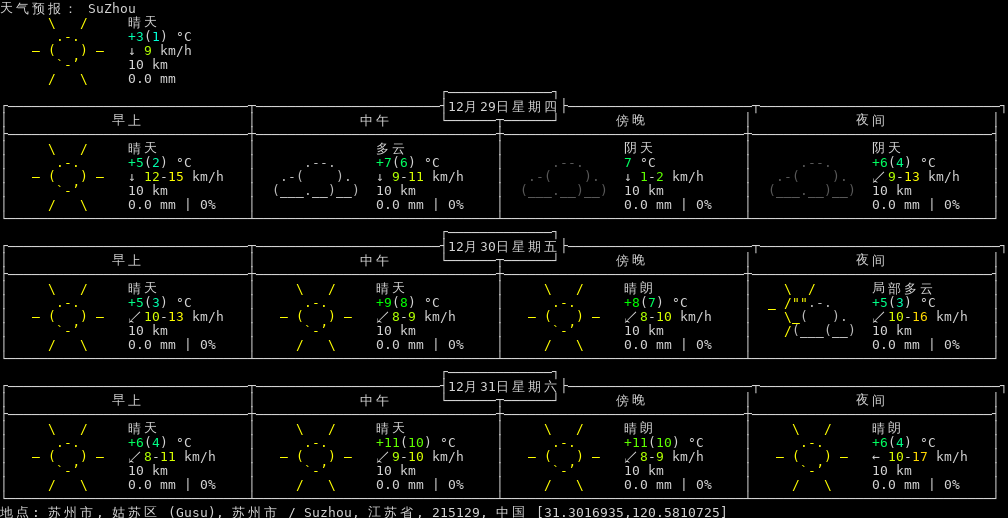 天气预报： SuZhou
晴天
+3(1) °C
↓ 9 km/h
10 km
0.0 mm
12月29日星期四
早上 中午 傍晚 夜间
晴天 多云 阴天 阴天
+5(2) °C +7(6) °C 7 °C +6(4) °C
↓ 12-15 km/h ↓ 9-11 km/h ↓ 1-2 km/h ↙ 9-13 km/h
10 km 10 km 10 km 10 km
0.0 mm | 0% 0.0 mm | 0% 0.0 mm | 0% 0.0 mm | 0%
12月30日星期五
早上 中午 傍晚 夜间
晴天 晴天 晴朗 局部多云
+5(3) °C +9(8) °C +8(7) °C +5(3) °C
↙ 10-13 km/h ↙ 8-9 km/h ↙ 8-10 km/h ↙ 10-16 km/h
10 km 10 km 10 km 10 km
0.0 mm | 0% 0.0 mm | 0% 0.0 mm | 0% 0.0 mm | 0%
12月31日星期六
早上 中午 傍晚 夜间
晴天 晴天 晴朗 晴朗
+6(4) °C +11(10) °C +11(10) °C +6(4) °C
↙ 8-11 km/h ↙ 9-10 km/h ↙ 8-9 km/h ← 10-17 km/h
10 km 10 km 10 km 10 km
0.0 mm | 0% 0.0 mm | 0% 0.0 mm | 0% 0.0 mm | 0%
地点: 苏州市, 姑苏区 (Gusu), 苏州市 / Suzhou, 江苏省, 215129, 中国 [31.3016935,120.5810725]